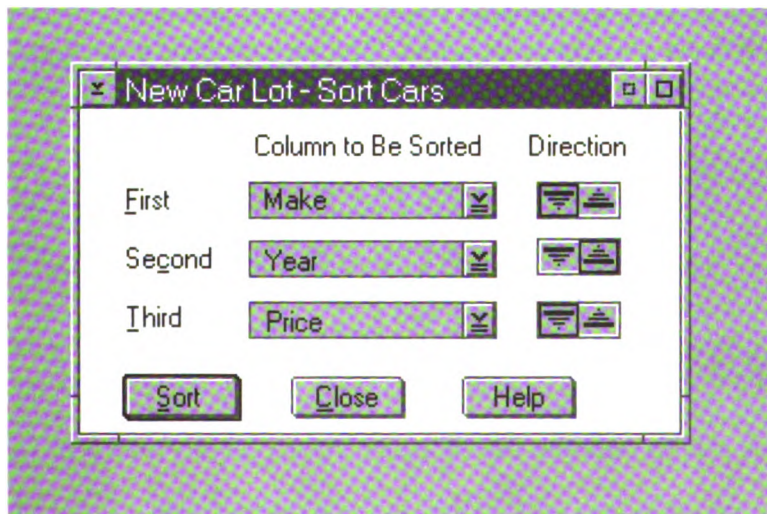 New Car Lot - Sort Cars
Column to Be Sorted Direction
First Make
Second Year
Third Price
Sort Close Help